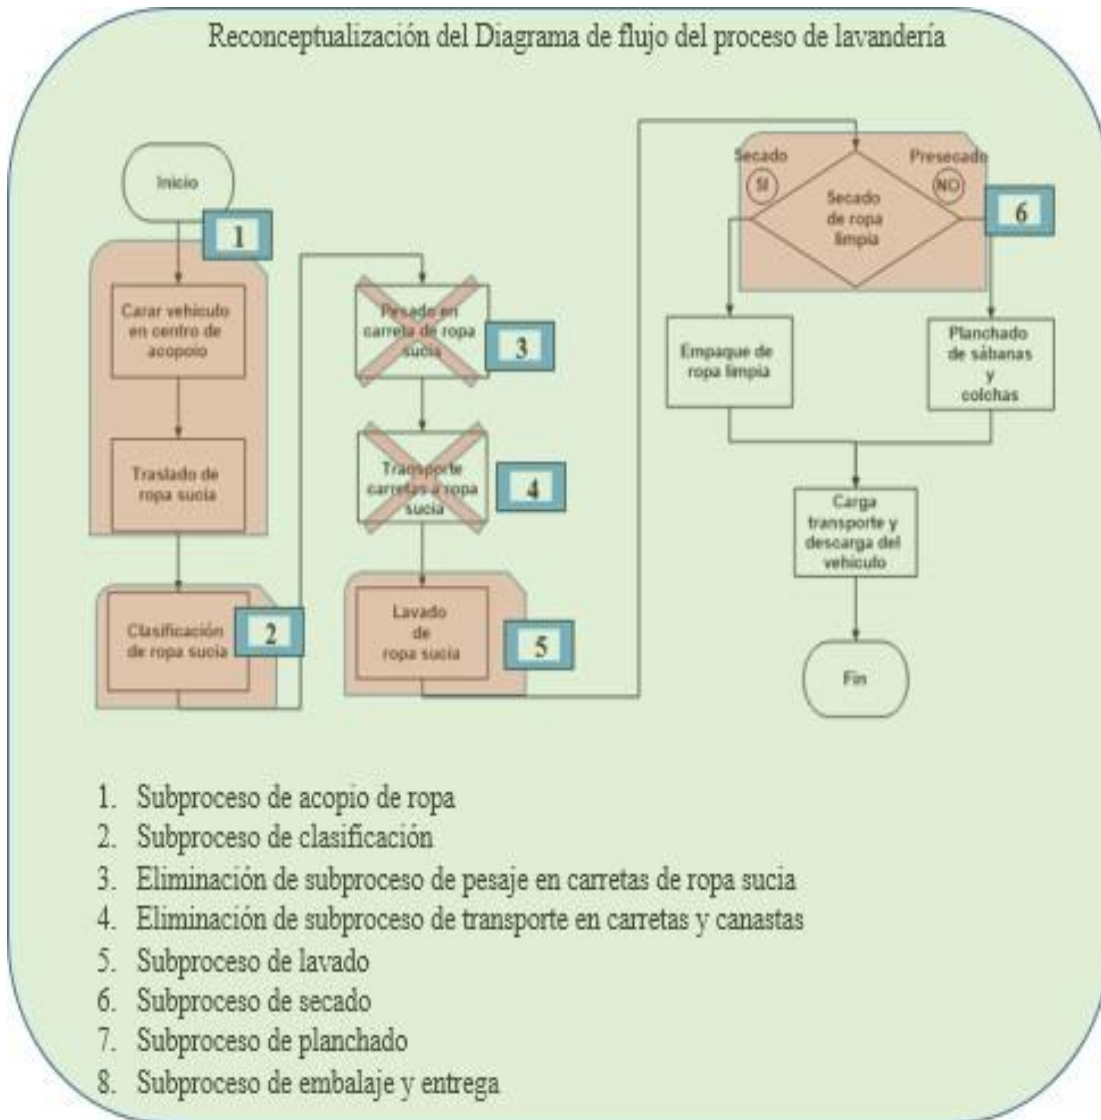 Reconceptualización del Diagrama de flujo del proceso de lavandería
Inicio
1
Carar vehículo
en centro de
acopoio
Traslado de
ropa sucia
Clasificación
de ropa sucia
2
Pesado en
carreta de ropa
sucia
3
Transporte
carretas a ropa
sucia
4
Lavado
de
ropa sucia
5
Secado
SI
Presecado
NO
Secado
de ropa
limpia
6
Empaque de
ropa limpia
Planchado
de sábanas
y
colchas
Carga
transporte y
descarga del
vehículo
Fin
1. Subproceso de acopio de ropa
2. Subproceso de clasificación
3. Eliminación de subproceso de pesaje en carretas de ropa sucia
4. Eliminación de subproceso de transporte en carretas y canastas
5. Subproceso de lavado
6. Subproceso de secado
7. Subproceso de planchado
8. Subproceso de embalaje y entrega